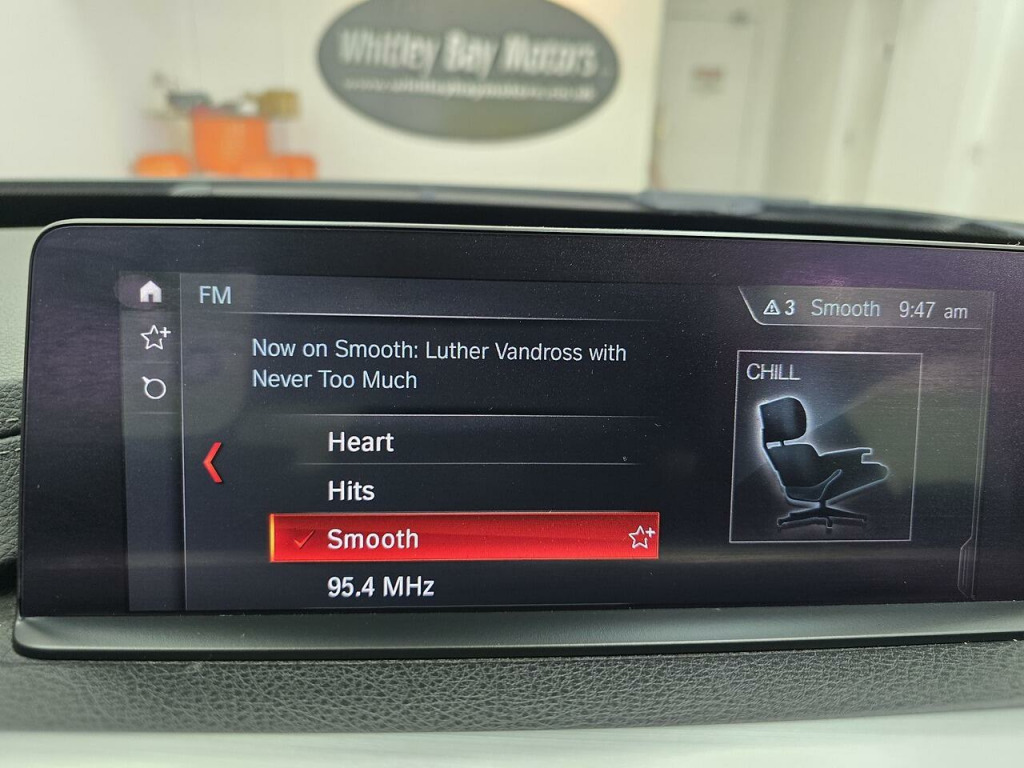 Whitley Bay Motors
FM
3 Smooth 9:47 am
Now on Smooth: Luther Vandross with
Never Too Much
CHILL
Heart
Hits
Smooth
95.4 MHz